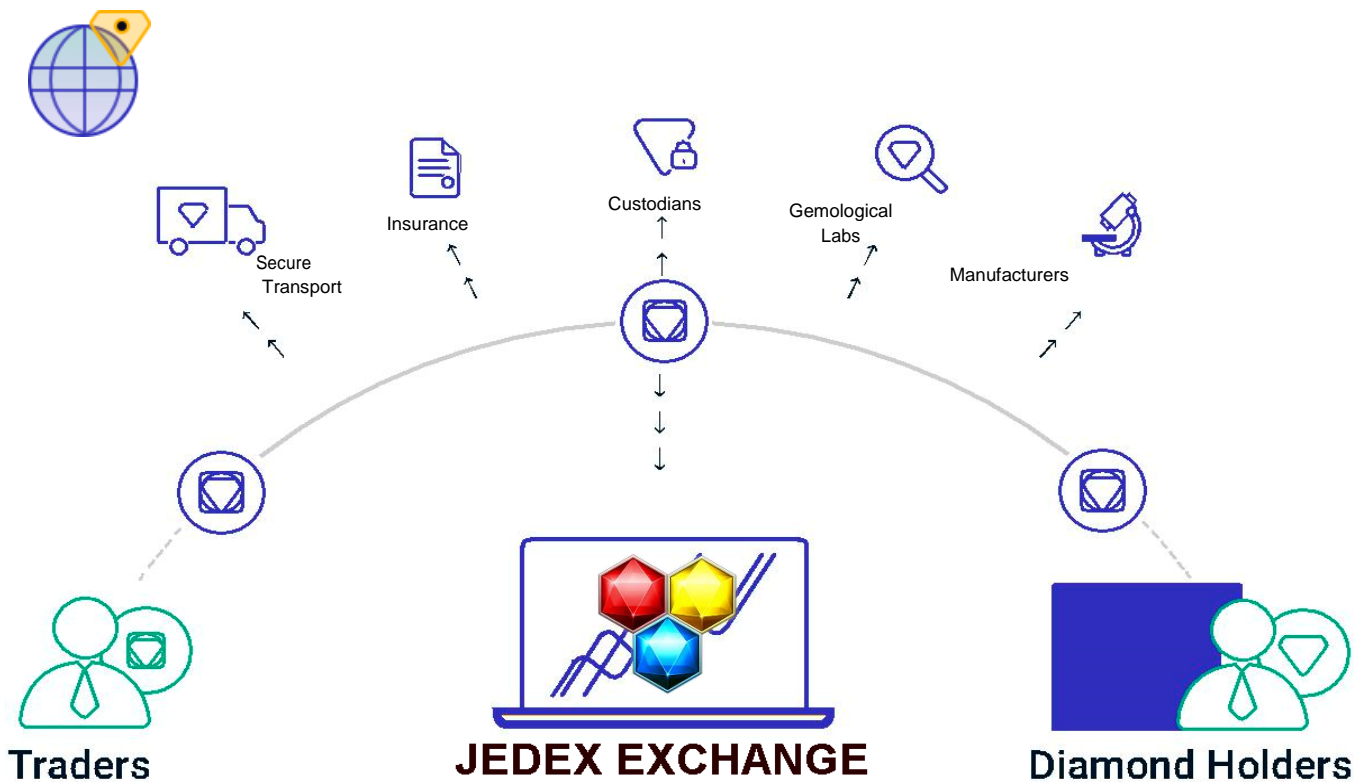 Custodians
Insurance
Gemological
Labs
Secure
Transport
Manufacturers
Traders
JEDEX EXCHANGE
Diamond Holders